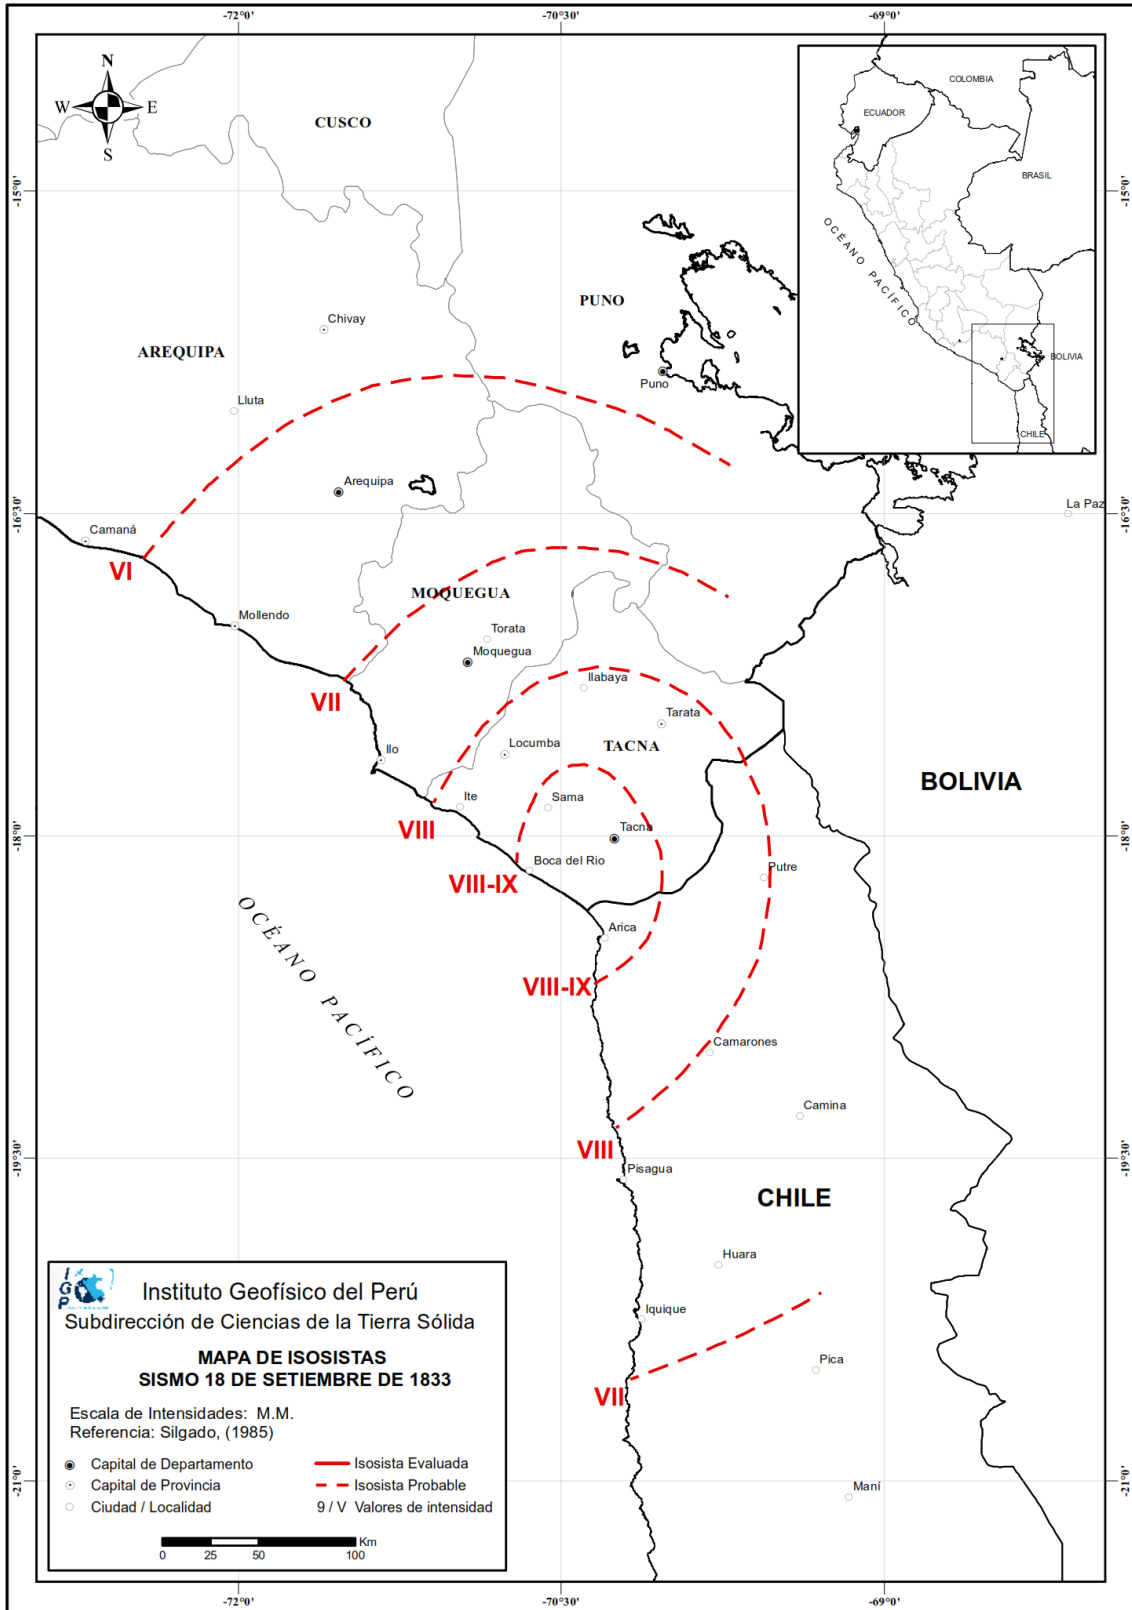 -72°0'
-70°30'
-69°0'
N
W
E
S
CUSCO
COLOMBIA
ECUADOR
BRASIL
OCÉANO PACÍFICO
BOLIVIA
CHILE
-15°0'
-15°0'
PUNO
Chivay
AREQUIPA
Puno
Lluta
Arequipa
La Paz
-16°30'
-16°30'
Camaná
VI
MOQUEGUA
Mollendo
Torata
Moquegua
VII
Ilabaya
Tarata
Ilo
Locumba
TACNA
BOLIVIA
Ite
Sama
VIII
Tacna
-18°0'
-18°0'
Boca del Rio
Putre
VIII-IX
OCÉANO PACÍFICO
Arica
VIII-IX
Camarones
Camina
VIII
-19°30'
-19°30'
Pisagua
CHILE
Huara
Iquique
Pica
VII
Maní
-21°0'
-21°0'
IGP
Instituto Geofísico del Perú
Subdirección de Ciencias de la Tierra Sólida
MAPA DE ISOSISTAS
SISMO 18 DE SETIEMBRE DE 1833
Escala de Intensidades: M.M.
Referencia: Silgado, (1985)
Capital de Departamento
Isosista Evaluada
Capital de Provincia
Isosista Probable
Ciudad / Localidad
9 / V Valores de intensidad
Km
0 25 50 100
-72°0'
-70°30'
-69°0'